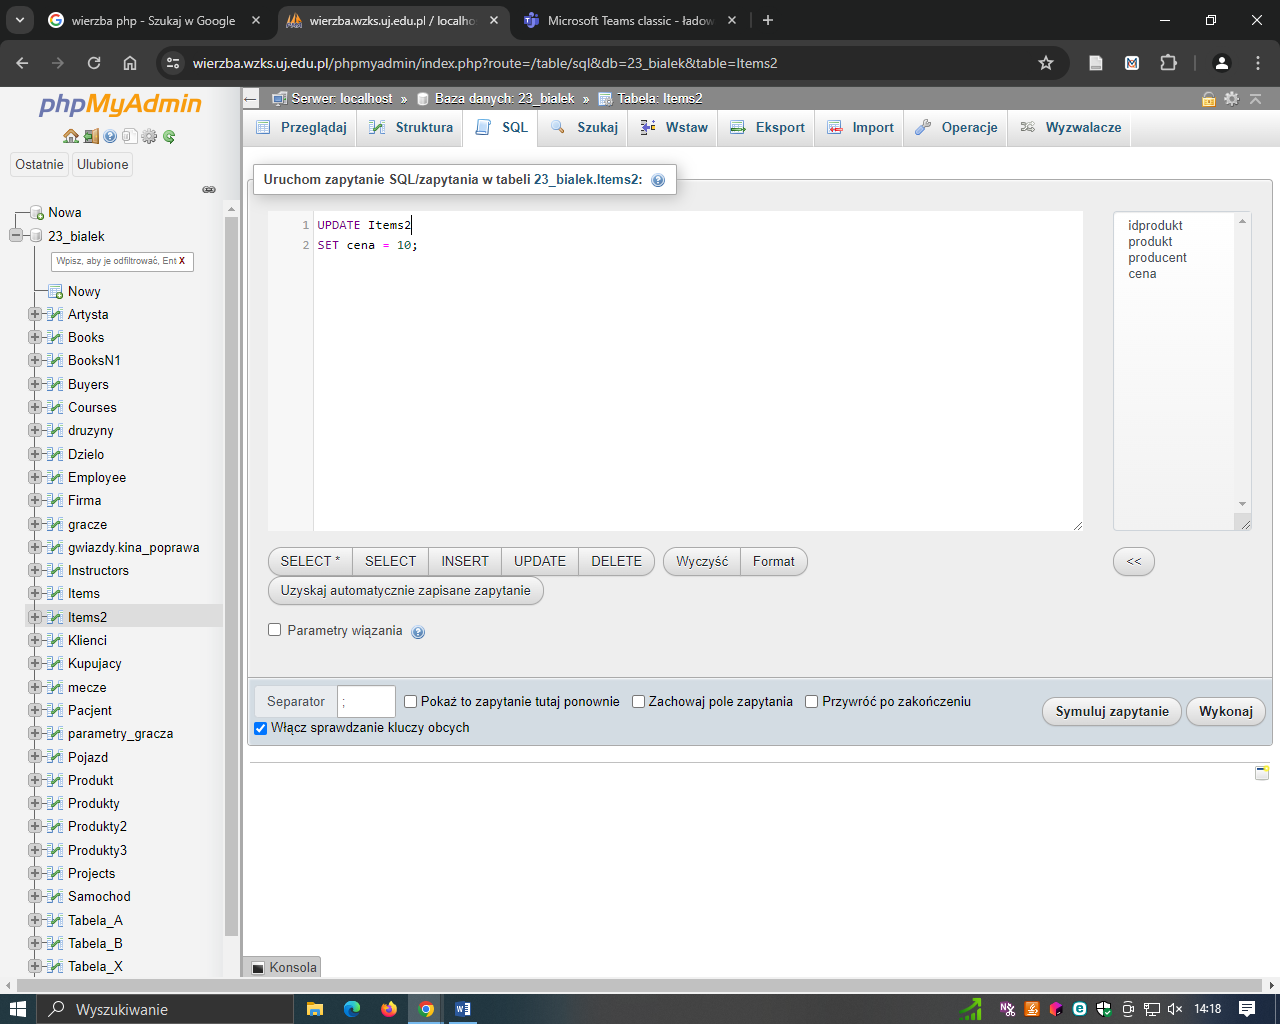 wierzba php - Szukaj w Google
wierzba.wzks.uj.edu.pl / localho
Microsoft Teams classic - ładow
wierzba.wzks.uj.edu.pl/phpmyadmin/index.php?route=/table/sql&db=23_bialek&table=Items2
phpMyAdmin
Ostatnie
Ulubione
Nowa
23_bialek
Wpisz, aby je odfiltrować, Ent X
Nowy
Artysta
Books
BooksN1
Buyers
Courses
druzyny
Dzielo
Employee
Firma
gracze
gwiazdy.kina_poprawa
Instructors
Items
Items2
Klienci
Kupujacy
mecze
Pacjent
parametry_gracza
Pojazd
Produkt
Produkty
Produkty2
Produkty3
Projects
Samochod
Tabela_A
Tabela_B
Tabela_X
Serwer: localhost » Baza danych: 23_bialek » Tabela: Items2
Przeglądaj Struktura SQL Szukaj Wstaw Eksport Import Operacje Wyzwalacze
Uruchom zapytanie SQL/zapytania w tabeli 23_bialek.Items2:
1 UPDATE Items2
2 SET cena = 10;
idprodukt
produkt
producent
cena
SELECT * SELECT INSERT UPDATE DELETE Wyczyść Format <<
Uzyskaj automatycznie zapisane zapytanie
Parametry wiązania
Separator ; Pokaż to zapytanie tutaj ponownie Zachowaj pole zapytania Przywróć po zakończeniu
Włącz sprawdzanie kluczy obcych
Symuluj zapytanie Wykonaj
Konsola
Wyszukiwanie
14:18